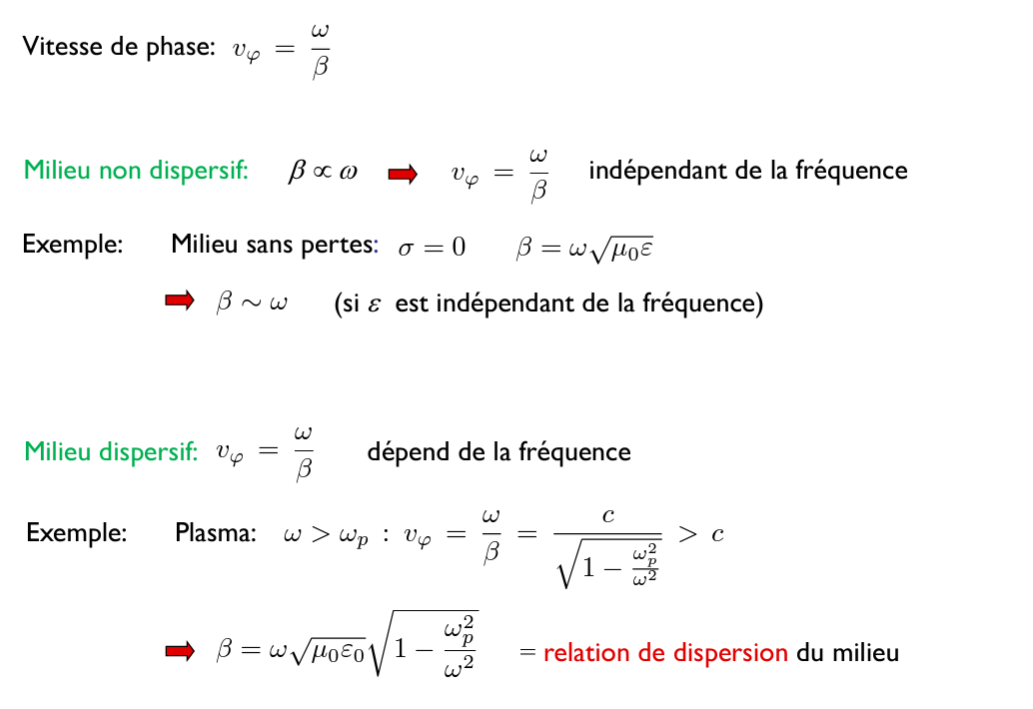 Vitesse de phase: $v_\varphi = \frac{\omega}{\beta}$
Milieu non dispersif: $\beta \propto \omega$ ➡ $v_\varphi = \frac{\omega}{\beta}$ indépendant de la fréquence
Exemple: Milieu sans pertes: $\sigma = 0$ $\beta = \omega\sqrt{\mu_0 \varepsilon}$
➡ $\beta \sim \omega$ (si $\varepsilon$ est indépendant de la fréquence)
Milieu dispersif: $v_\varphi = \frac{\omega}{\beta}$ dépend de la fréquence
Exemple: Plasma: $\omega > \omega_p : v_\varphi = \frac{\omega}{\beta} = \frac{c}{\sqrt{1 - \frac{\omega_p^2}{\omega^2}}} > c$
➡ $\beta = \omega\sqrt{\mu_0 \varepsilon_0}\sqrt{1 - \frac{\omega_p^2}{\omega^2}}$ = relation de dispersion du milieu